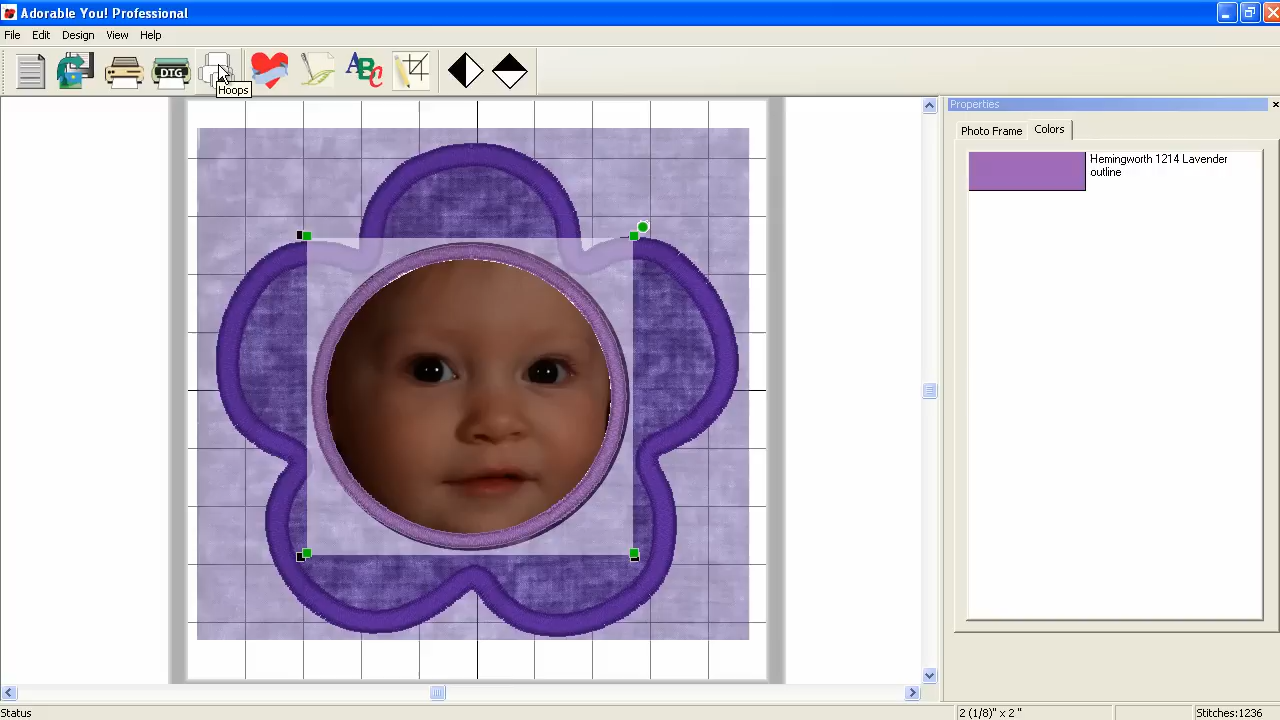 Adorable You! Professional
File Edit Design View Help
DTG
ABC
Hoops
Properties
Photo Frame Colors
Hemingworth 1214 Lavender
outline
Status
2 (1/8)" x 2 "
Stitches:1236